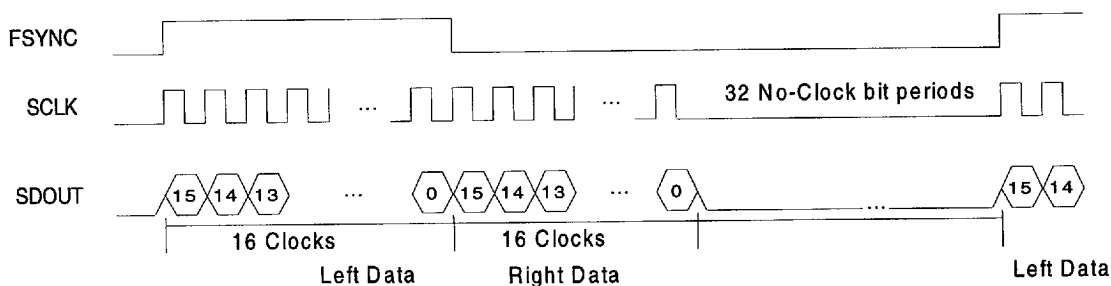 FSYNC
SCLK
... ... 32 No-Clock bit periods
SDOUT
15 14 13 ... 0 15 14 13 ... 0 ... 15 14
16 Clocks 16 Clocks
Left Data Right Data Left Data